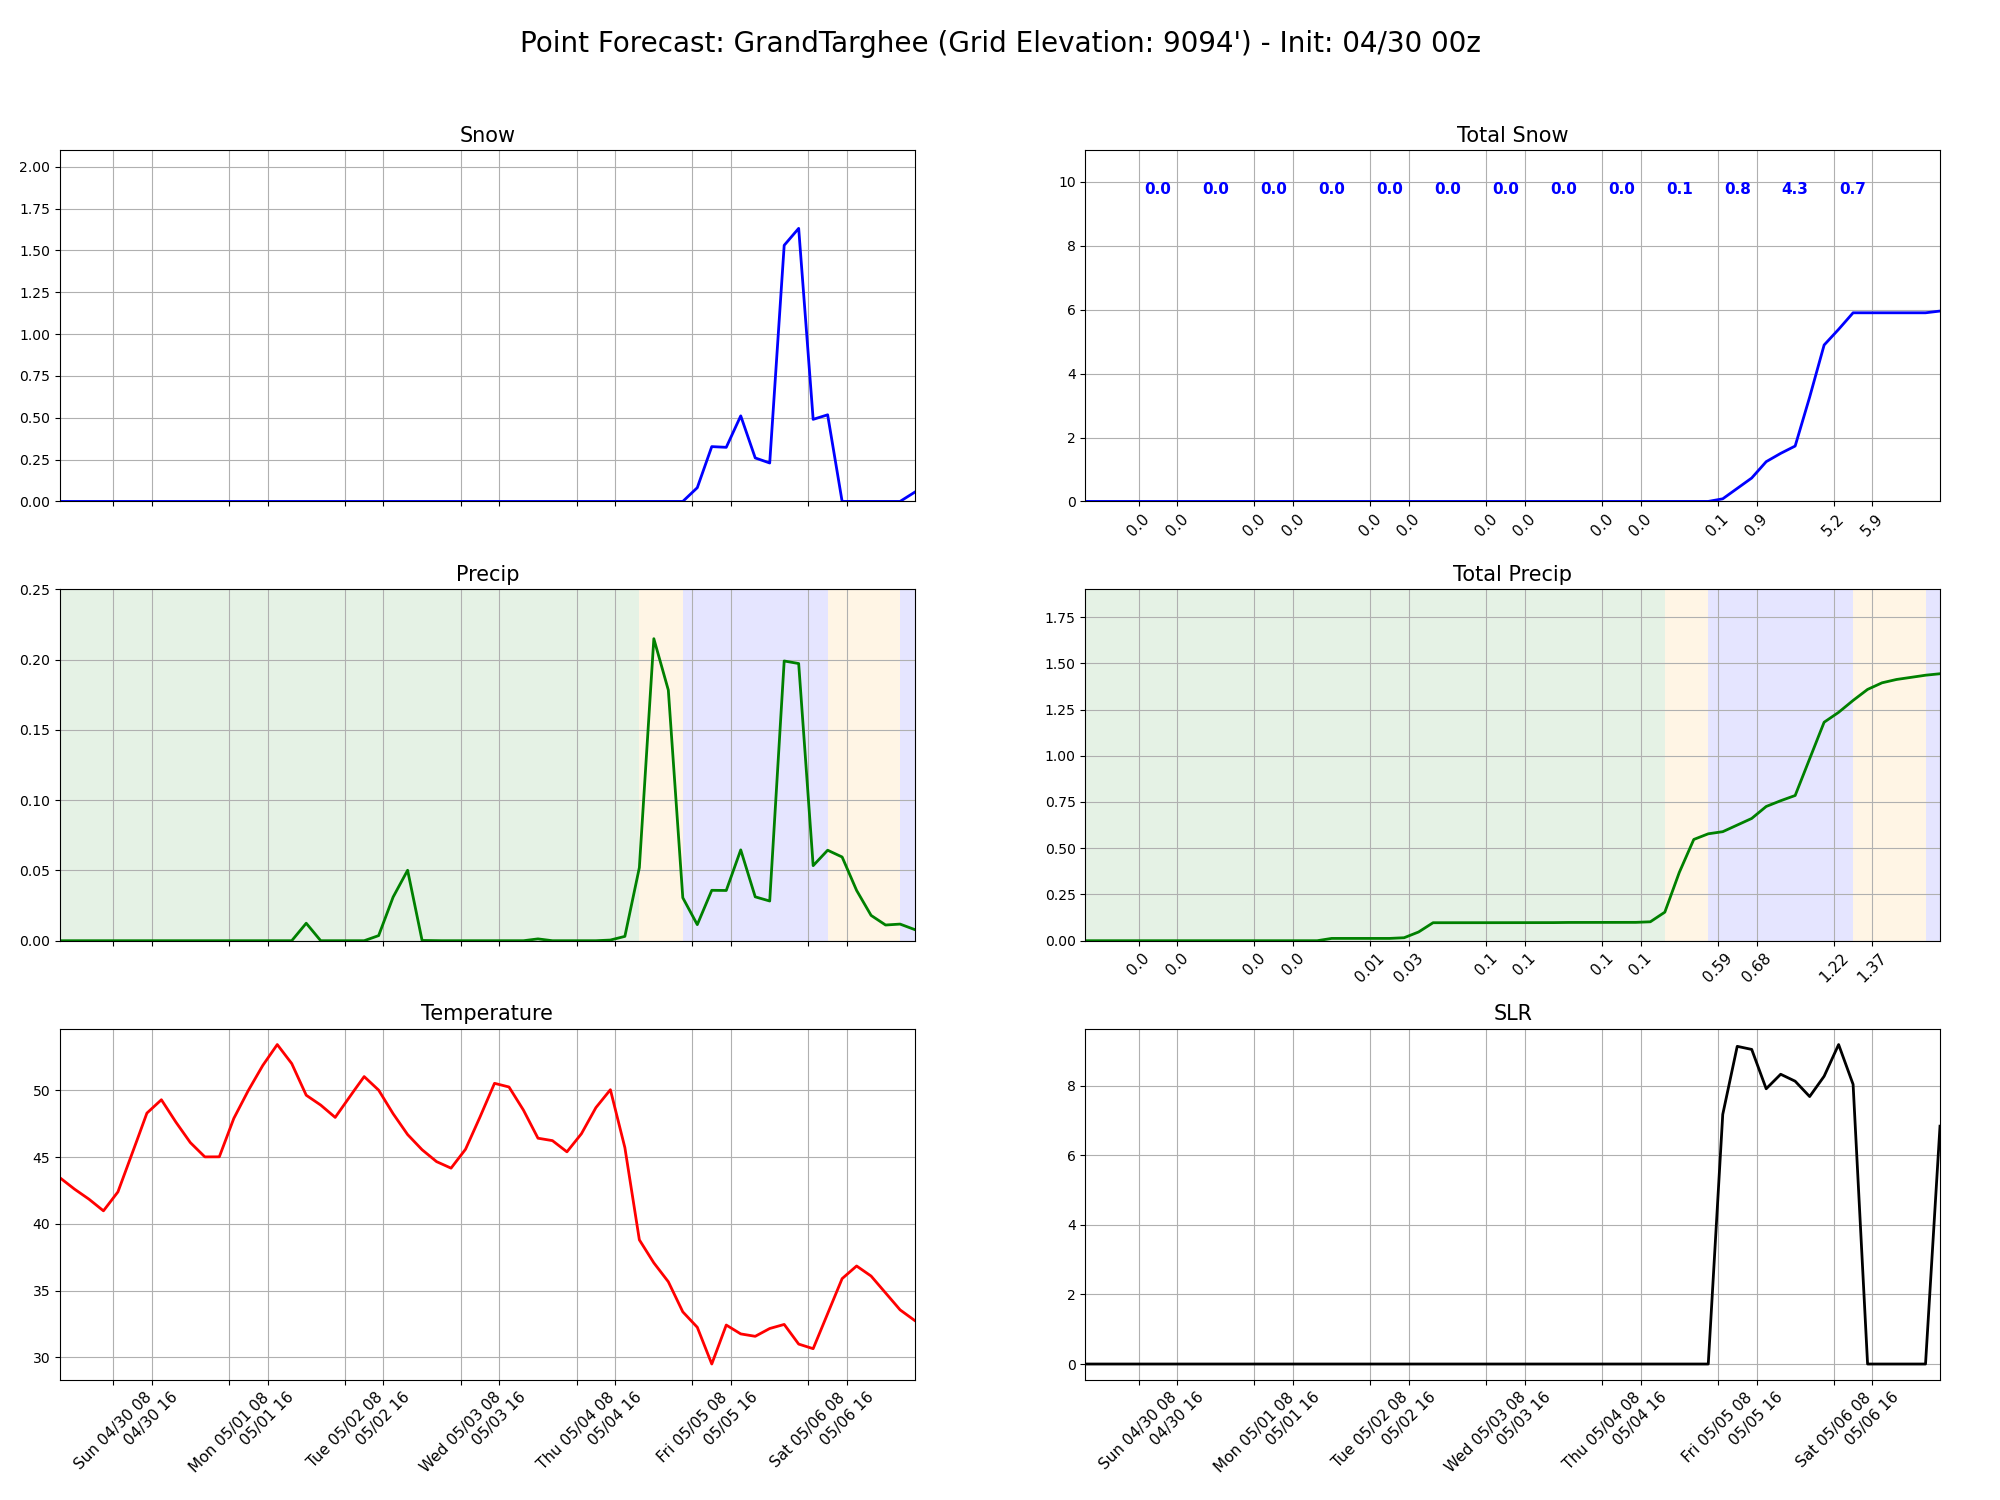 Point Forecast: GrandTarghee (Grid Elevation: 9094') - Init: 04/30 00z
Snow
2.00
1.75
1.50
1.25
1.00
0.75
0.50
0.25
0.00
Total Snow
10
8
6
4
2
0
0.0 0.0 0.0 0.0 0.0 0.0 0.0 0.0 0.0 0.1 0.8 4.3 0.7
0.0 0.0 0.0 0.0 0.0 0.0 0.0 0.0 0.0 0.0 0.1 0.9 5.2 5.9
Precip
0.25
0.20
0.15
0.10
0.05
0.00
Total Precip
1.75
1.50
1.25
1.00
0.75
0.50
0.25
0.00
0.0 0.0 0.0 0.0 0.01 0.03 0.1 0.1 0.1 0.1 0.59 0.68 1.22 1.37
Temperature
50
45
40
35
30
Sun 04/30 08
04/30 16
Mon 05/01 08
05/01 16
Tue 05/02 08
05/02 16
Wed 05/03 08
05/03 16
Thu 05/04 08
05/04 16
Fri 05/05 08
05/05 16
Sat 05/06 08
05/06 16
SLR
8
6
4
2
0
Sun 04/30 08
04/30 16
Mon 05/01 08
05/01 16
Tue 05/02 08
05/02 16
Wed 05/03 08
05/03 16
Thu 05/04 08
05/04 16
Fri 05/05 08
05/05 16
Sat 05/06 08
05/06 16